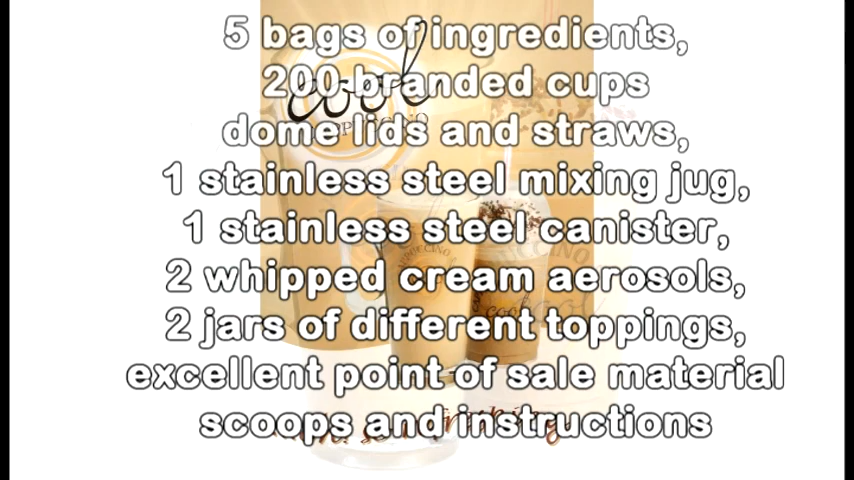 5 bags of ingredients,
200 branded cups
dome lids and straws,
1 stainless steel mixing jug,
1 stainless steel canister,
2 whipped cream aerosols,
2 jars of different toppings,
excellent point of sale material
scoops and instructions
cool